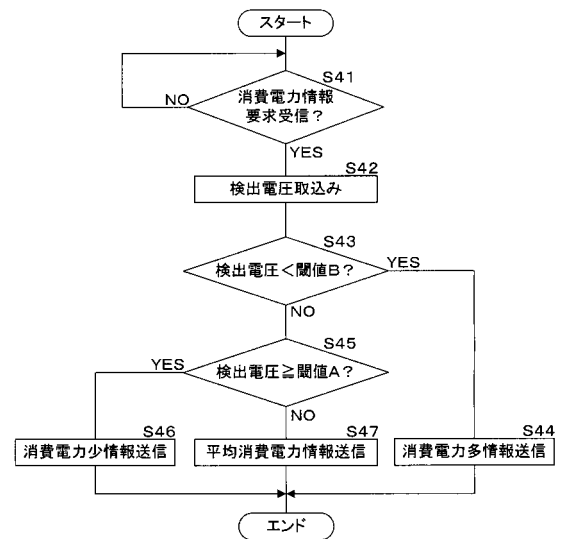 スタート
S41
消費電力情報
要求受信？
NO
YES
S42
検出電圧取込み
S43
検出電圧＜閾値B？
YES
NO
S45
検出電圧≧閾値A？
YES
NO
S46
消費電力少情報送信
S47
平均消費電力情報送信
S44
消費電力多情報送信
エンド